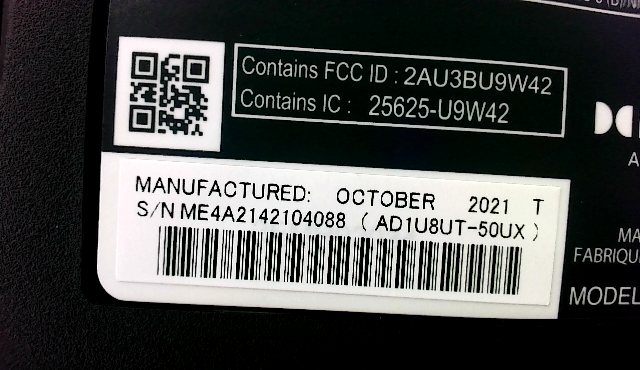 Contains FCC ID : 2AU3BU9W42
Contains IC : 25625-U9W42
MANUFACTURED: OCTOBER 2021 T
S/N ME4A2142104088 ( AD1U8UT-50UX )
MODEL